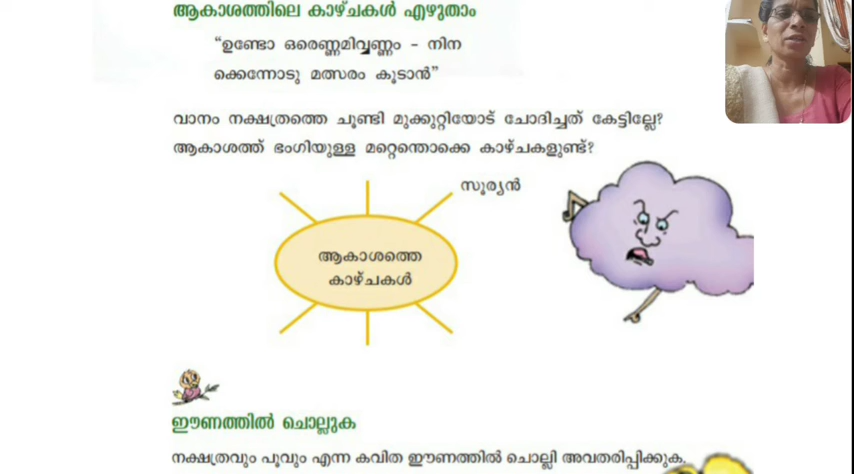 ആകാശത്തിലെ കാഴ്ചകൾ എഴുതാം
“ഉണ്ടോ ഒരെണ്ണമിവ്വണ്ണം – നിന
ക്കെന്നോടു മത്സരം കൂടാൻ”
വാനം നക്ഷത്രത്തെ ചൂണ്ടി മുക്കുറ്റിയോട് ചോദിച്ചത് കേട്ടില്ലേ?
ആകാശത്ത് ഭംഗിയുള്ള മറ്റെന്തൊക്കെ കാഴ്ചകളുണ്ട്?
സൂര്യൻ
ആകാശത്തെ
കാഴ്ചകൾ
ഈണത്തിൽ ചൊല്ലുക
നക്ഷത്രവും പൂവും എന്ന കവിത ഈണത്തിൽ ചൊല്ലി അവതരിപ്പിക്കുക.